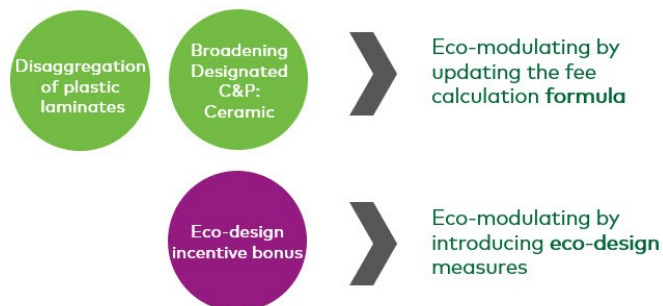 Disaggregation
of plastic
laminates
Broadening
Designated
C&P:
Ceramic
Eco-modulating by
updating the fee
calculation formula
Eco-design
incentive bonus
Eco-modulating by
introducing eco-design
measures